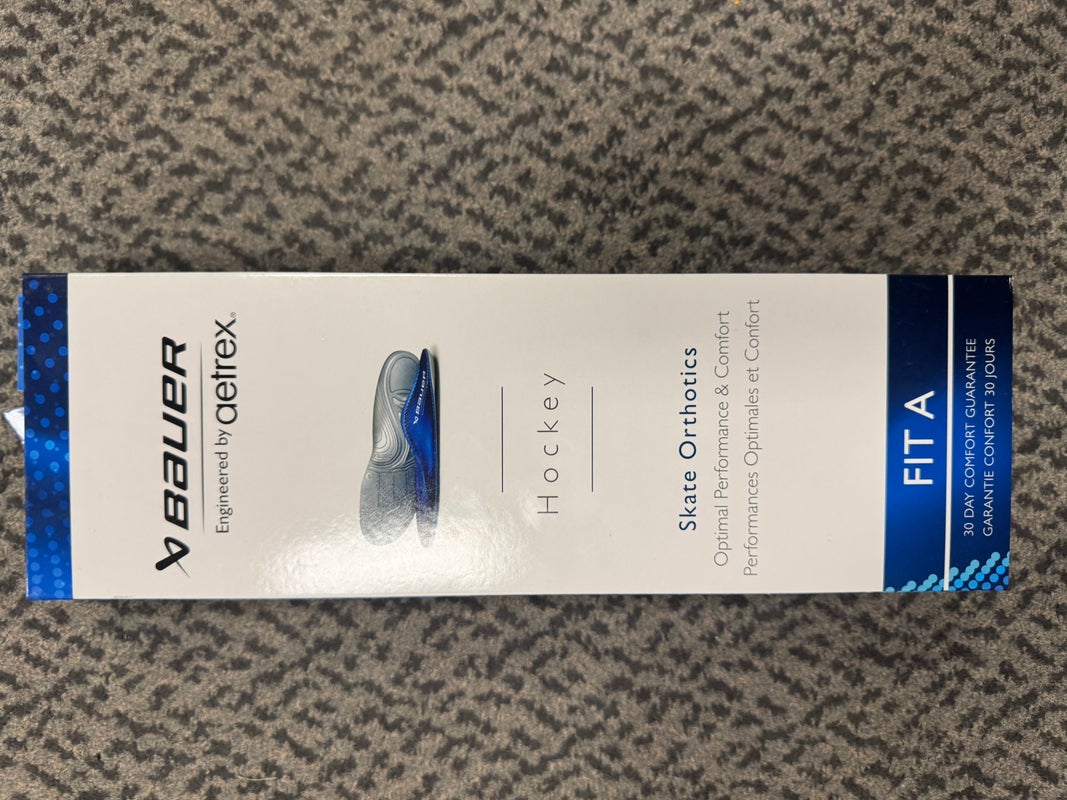 BAUER
Engineered by aetrex®
BAUER
Hockey
Skate Orthotics
Optimal Performance & Comfort
Performances Optimales et Confort
FIT A
30 DAY COMFORT GUARANTEE
GARANTIE CONFORT 30 JOURS